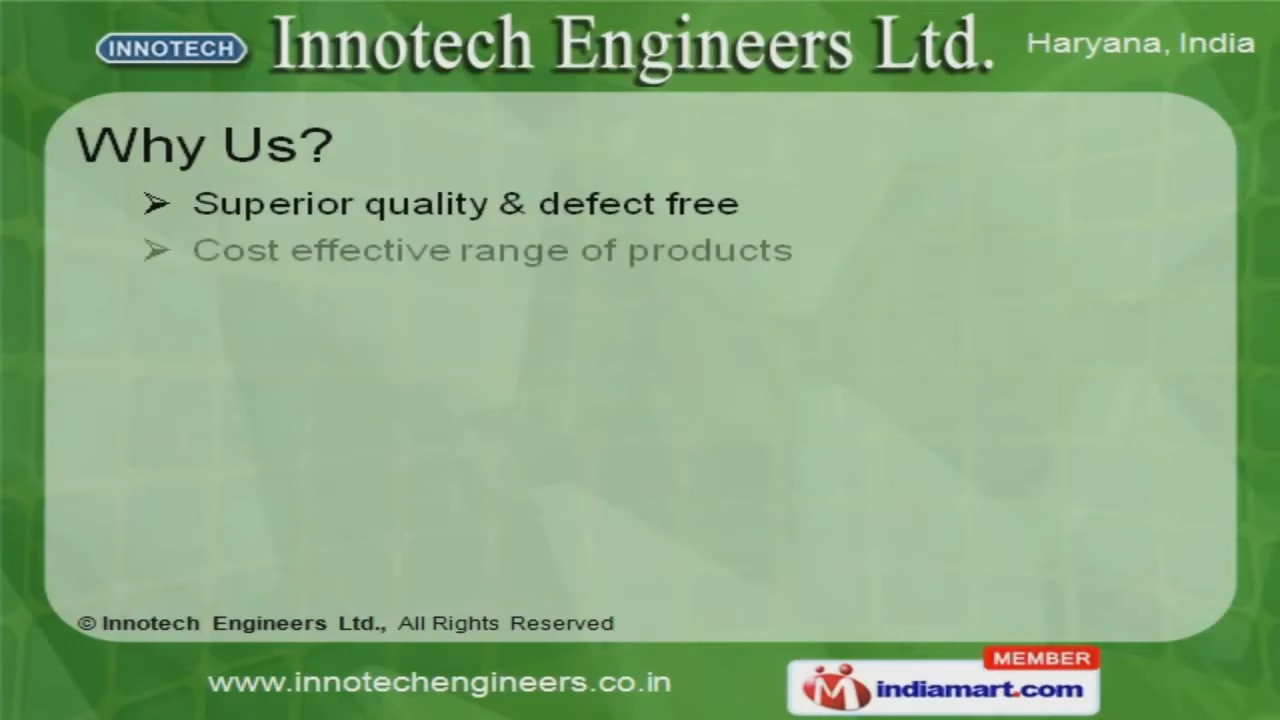 INNOTECH
Innotech Engineers Ltd.
Haryana, India
Why Us?
➢ Superior quality & defect free
➢ Cost effective range of products
© Innotech Engineers Ltd., All Rights Reserved
www.innotechengineers.co.in
MEMBER
indiamart.com